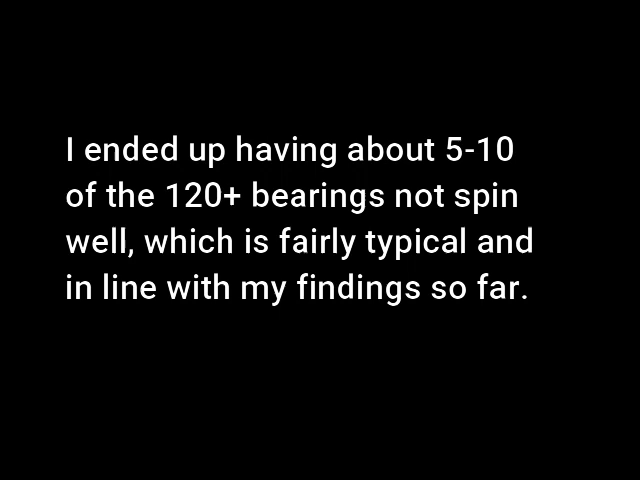 I ended up having about 5-10
of the 120+ bearings not spin
well, which is fairly typical and
in line with my findings so far.